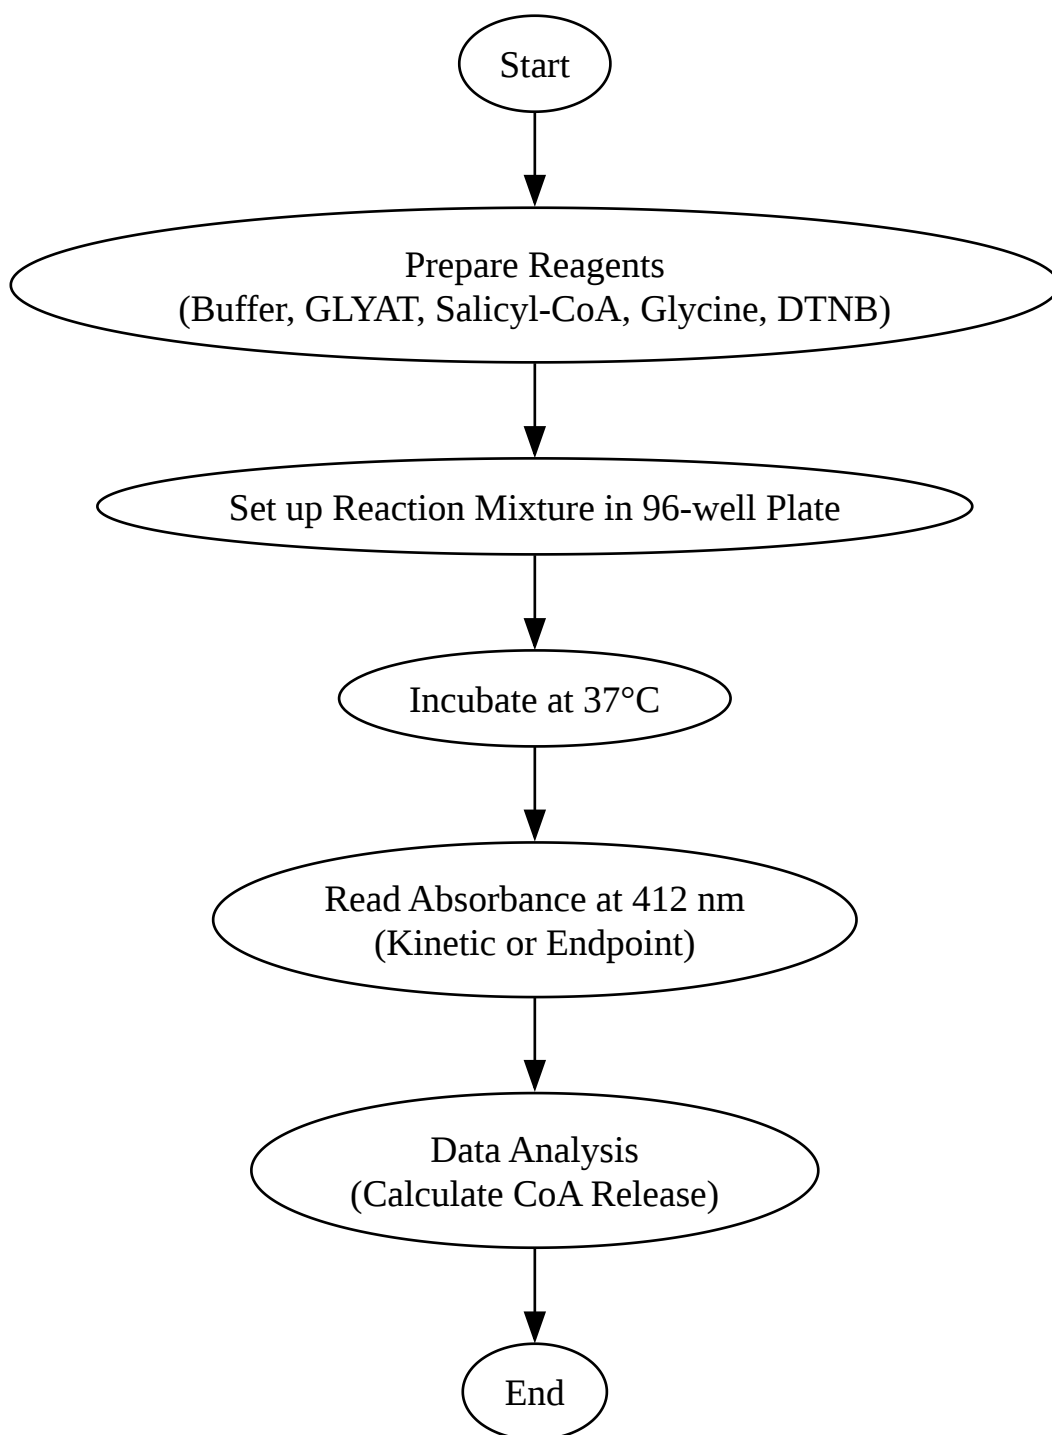 Start
Prepare Reagents
(Buffer, GLYAT, Salicyl-CoA, Glycine, DTNB)
Set up Reaction Mixture in 96-well Plate
Incubate at 37°C
Read Absorbance at 412 nm
(Kinetic or Endpoint)
Data Analysis
(Calculate CoA Release)
End